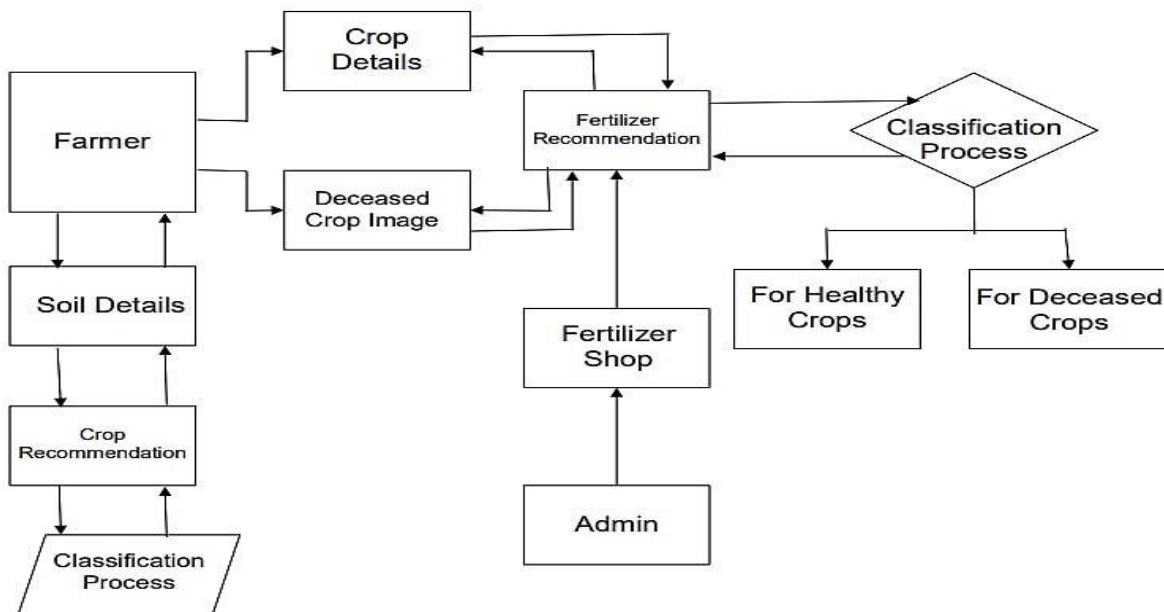 Crop
Details
Farmer
Fertilizer
Recommendation
Classification
Process
Deceased
Crop Image
Soil Details
For Healthy
Crops
For Deceased
Crops
Fertilizer
Shop
Crop
Recommendation
Admin
Classification
Process